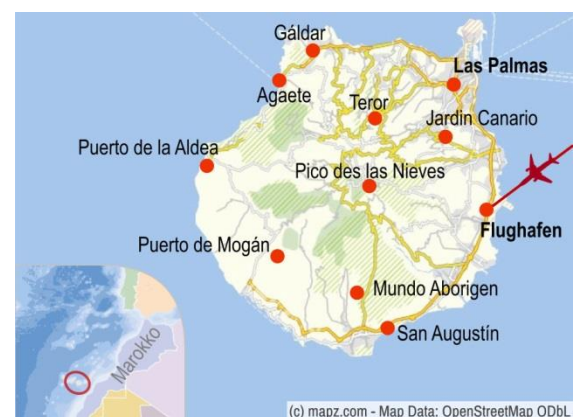 Gáldar
Las Palmas
Agaete
Teror
Jardin Canario
Puerto de la Aldea
Pico des las Nieves
Flughafen
Puerto de Mogán
Mundo Aborigen
San Augustín
Marokko
(c) mapz.com - Map Data: OpenStreetMap ODbL